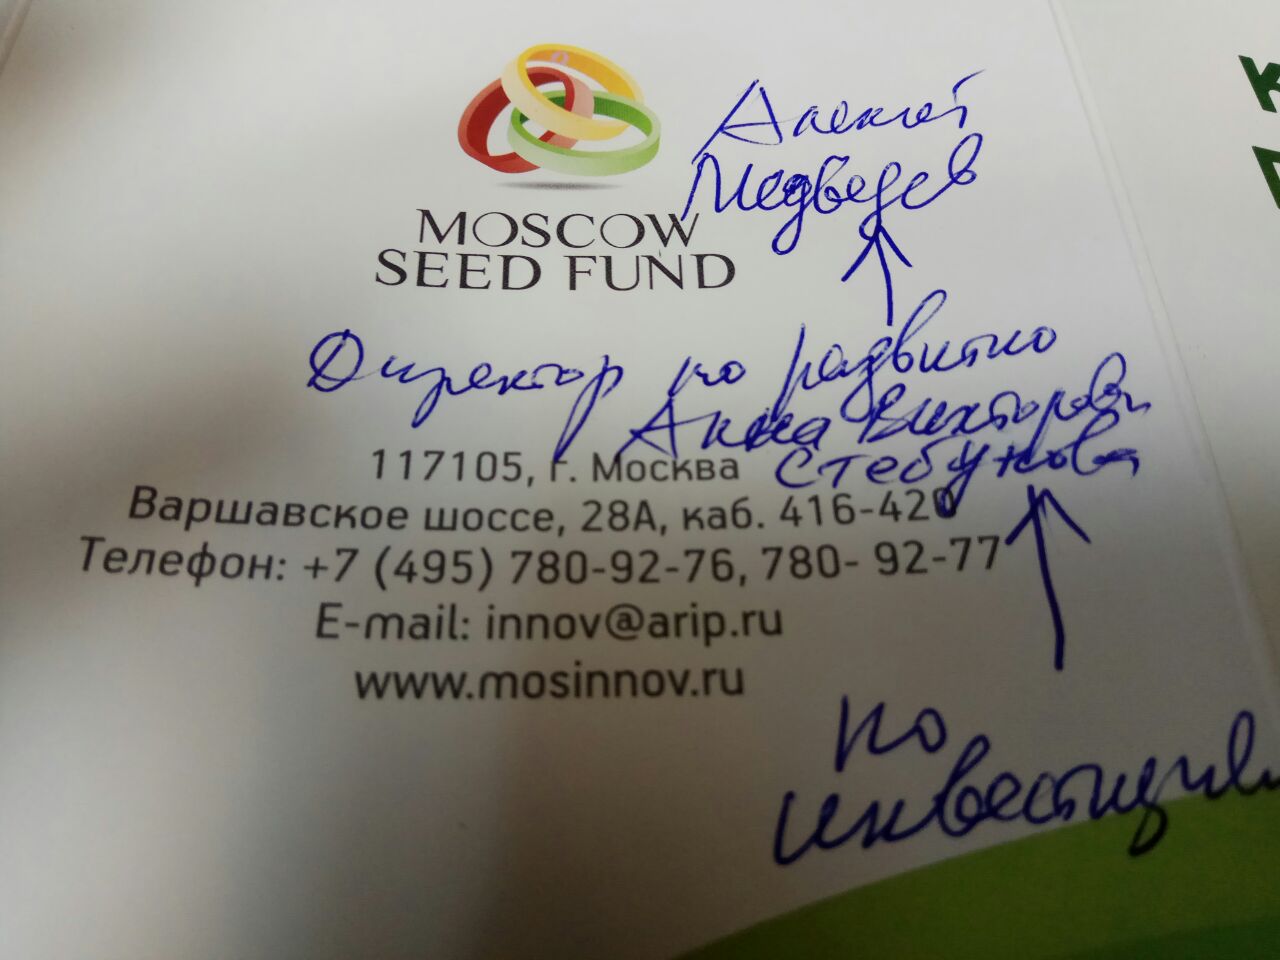 Алексей
Медведев
MOSCOW
SEED FUND
Директор по развитию
Анна Викторовн
Стебунова
117105, г. Москва
Варшавское шоссе, 28А, каб. 416-420
Телефон: +7 (495) 780-92-76, 780- 92-77
E-mail: innov@arip.ru
www.mosinnov.ru
по
инвестициям
к